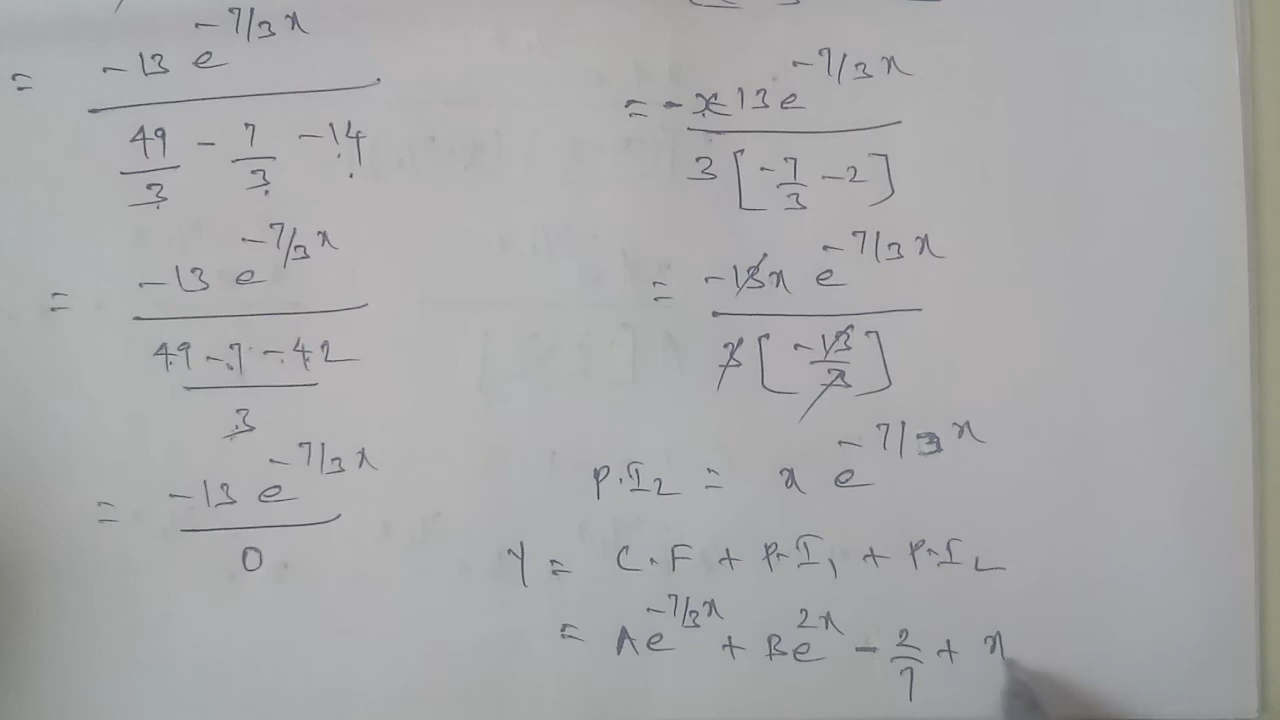 = -13 e^{-7/3 x}
49/3 - 7/3 - 14
= -13 e^{-7/3 x}
49 - 7 - 42
3
= -13 e^{-7/3 x}
0
= - x 13 e^{-7/3 x}
3 [ -7/3 - 2 ]
= -13x e^{-7/3 x}
3 [ -13/3 ]
P.I₂ = x e^{-7/3 x}
Y = C.F + P.I₁ + P.I₂
= Ae^{-7/3 x} + Be^{2x} - 2/7 + x